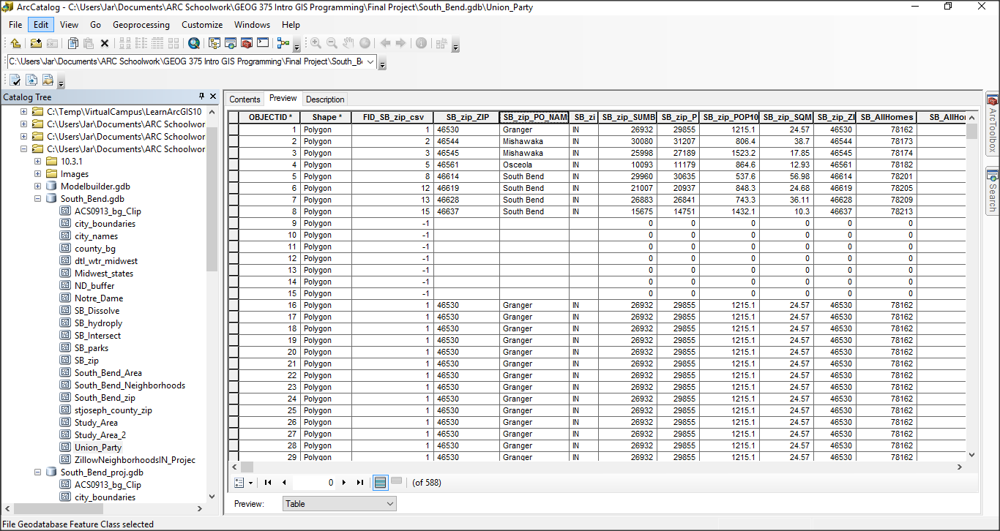 ArcCatalog - C:\Users\Jar\Documents\ARC Schoolwork\GEOG 375 Intro GIS Programming\Final Project\South_Bend.gdb\Union_Party
File Edit View Go Geoprocessing Customize Windows Help
C:\Users\Jar\Documents\ARC Schoolwork\GEOG 375 Intro GIS Programming\Final Project\South_B
Catalog Tree
C:\Temp\VirtualCampus\LearnArcGIS10
C:\Users\Jar\Documents\ARC Schoolwor
C:\Users\Jar\Documents\ARC Schoolwor
C:\Users\Jar\Documents\ARC Schoolwor
10.3.1
Images
Modelbuilder.gdb
South_Bend.gdb
ACS0913_bg_Clip
city_boundaries
city_names
county_bg
dtl_wtr_midwest
Midwest_states
ND_buffer
Notre_Dame
SB_Dissolve
SB_hydroply
SB_Intersect
SB_parks
SB_zip
South_Bend_Area
South_Bend_Neighborhoods
South_Bend_zip
stjoseph_county_zip
Study_Area
Study_Area_2
Union_Party
ZillowNeighborhoodsIN_Projec
South_Bend_proj.gdb
ACS0913_bg_Clip
city_boundaries
Contents Preview Description
OBJECTID * Shape * FID_SB_zip_csv SB_zip_ZIP SB_zip_PO_NAM SB_zi SB_zip_SUMB SB_zip_P SB_zip_POP10 SB_zip_SQM SB_zip_ZI SB_AllHomes SB_AllHo
1 Polygon 1 46530 Granger IN 26932 29855 1215.1 24.57 46530 78162
2 Polygon 2 46544 Mishawaka IN 30080 31207 806.4 38.7 46544 78173
3 Polygon 3 46545 Mishawaka IN 25998 27189 1523.2 17.85 46545 78174
4 Polygon 5 46561 Osceola IN 10093 11179 864.6 12.93 46561 78182
5 Polygon 8 46614 South Bend IN 29960 30635 537.6 56.98 46614 78201
6 Polygon 12 46619 South Bend IN 21007 20937 848.3 24.68 46619 78205
7 Polygon 13 46628 South Bend IN 26883 26841 743.3 36.11 46628 78209
8 Polygon 15 46637 South Bend IN 15675 14751 1432.1 10.3 46637 78213
9 Polygon -1 0 0 0 0 0 0
10 Polygon -1 0 0 0 0 0 0
11 Polygon -1 0 0 0 0 0 0
12 Polygon -1 0 0 0 0 0 0
13 Polygon -1 0 0 0 0 0 0
14 Polygon -1 0 0 0 0 0 0
15 Polygon -1 0 0 0 0 0 0
16 Polygon 1 46530 Granger IN 26932 29855 1215.1 24.57 46530 78162
17 Polygon 1 46530 Granger IN 26932 29855 1215.1 24.57 46530 78162
18 Polygon 1 46530 Granger IN 26932 29855 1215.1 24.57 46530 78162
19 Polygon 1 46530 Granger IN 26932 29855 1215.1 24.57 46530 78162
20 Polygon 1 46530 Granger IN 26932 29855 1215.1 24.57 46530 78162
21 Polygon 1 46530 Granger IN 26932 29855 1215.1 24.57 46530 78162
22 Polygon 1 46530 Granger IN 26932 29855 1215.1 24.57 46530 78162
23 Polygon 1 46530 Granger IN 26932 29855 1215.1 24.57 46530 78162
24 Polygon 1 46530 Granger IN 26932 29855 1215.1 24.57 46530 78162
25 Polygon 1 46530 Granger IN 26932 29855 1215.1 24.57 46530 78162
26 Polygon 1 46530 Granger IN 26932 29855 1215.1 24.57 46530 78162
27 Polygon 1 46530 Granger IN 26932 29855 1215.1 24.57 46530 78162
28 Polygon 1 46530 Granger IN 26932 29855 1215.1 24.57 46530 78162
29 Polygon 1 46530 Granger IN 26932 29855 1215.1 24.57 46530 78162
0 (of 588)
Preview: Table
ArcToolbox
Search
File Geodatabase Feature Class selected